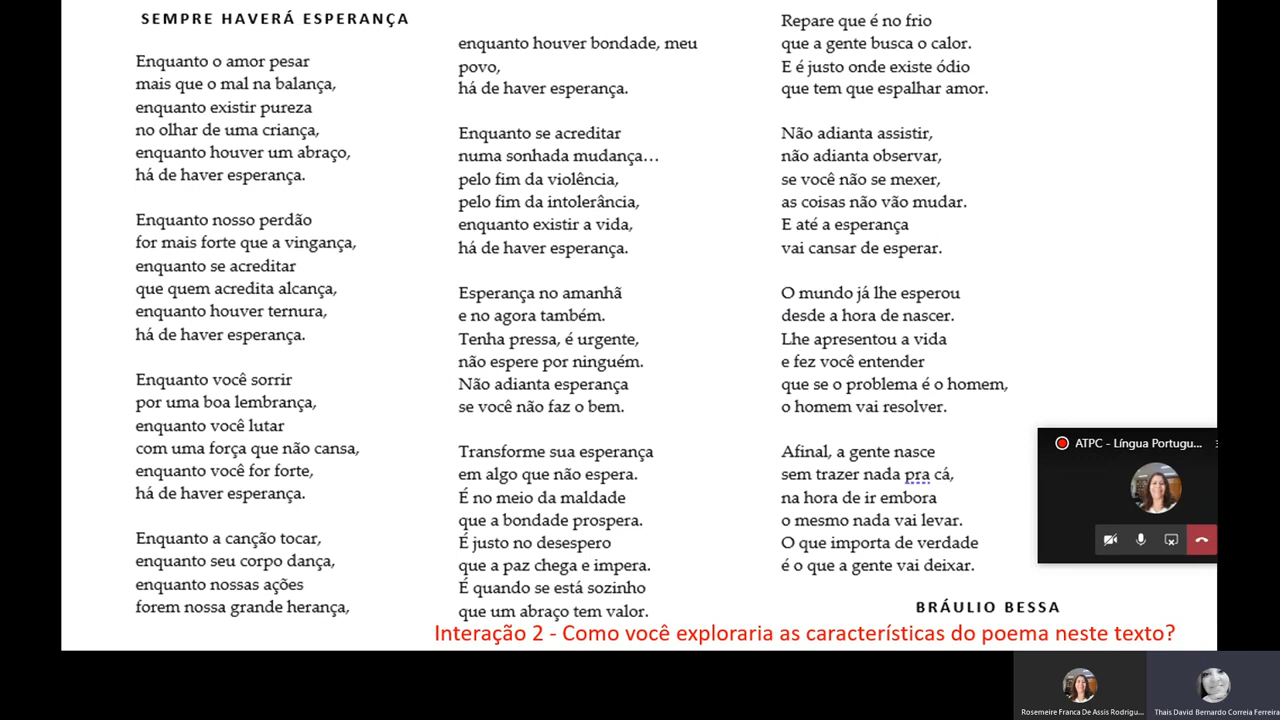 SEMPRE HAVERÁ ESPERANÇA
Enquanto o amor pesar
mais que o mal na balança,
enquanto existir pureza
no olhar de uma criança,
enquanto houver um abraço,
há de haver esperança.
Enquanto nosso perdão
for mais forte que a vingança,
enquanto se acreditar
que quem acredita alcança,
enquanto houver ternura,
há de haver esperança.
Enquanto você sorrir
por uma boa lembrança,
enquanto você lutar
com uma força que não cansa,
enquanto você for forte,
há de haver esperança.
Enquanto a canção tocar,
enquanto seu corpo dança,
enquanto nossas ações
forem nossa grande herança,
enquanto houver bondade, meu
povo,
há de haver esperança.
Enquanto se acreditar
numa sonhada mudança...
pelo fim da violência,
pelo fim da intolerância,
enquanto existir a vida,
há de haver esperança.
Esperança no amanhã
e no agora também.
Tenha pressa, é urgente,
não espere por ninguém.
Não adianta esperança
se você não faz o bem.
Transforme sua esperança
em algo que não espera.
É no meio da maldade
que a bondade prospera.
É justo no desespero
que a paz chega e impera.
É quando se está sozinho
que um abraço tem valor.
Repare que é no frio
que a gente busca o calor.
E é justo onde existe ódio
que tem que espalhar amor.
Não adianta assistir,
não adianta observar,
se você não se mexer,
as coisas não vão mudar.
E até a esperança
vai cansar de esperar.
O mundo já lhe esperou
desde a hora de nascer.
Lhe apresentou a vida
e fez você entender
que se o problema é o homem,
o homem vai resolver.
Afinal, a gente nasce
sem trazer nada pra cá,
na hora de ir embora
o mesmo nada vai levar.
O que importa de verdade
é o que a gente vai deixar.
BRÁULIO BESSA
Interação 2 - Como você exploraria as características do poema neste texto?
ATPC - Língua Portugu...
Rosemeire Franca De Assis Rodrigu...
Thais David Bernardo Correia Ferreira